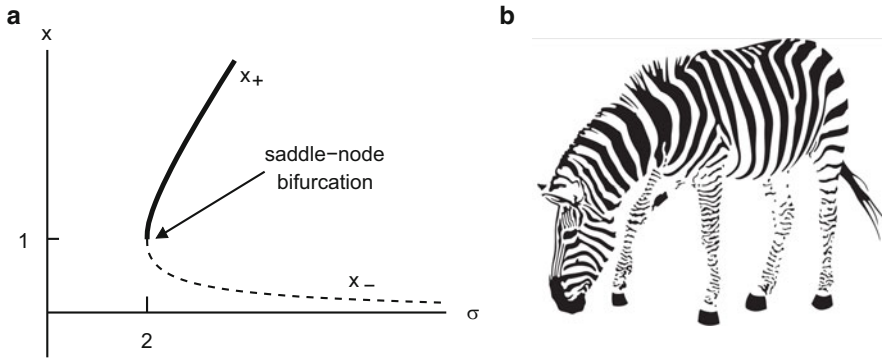 a
x
x+
saddle−node
bifurcation
1
x−
2
σ
b